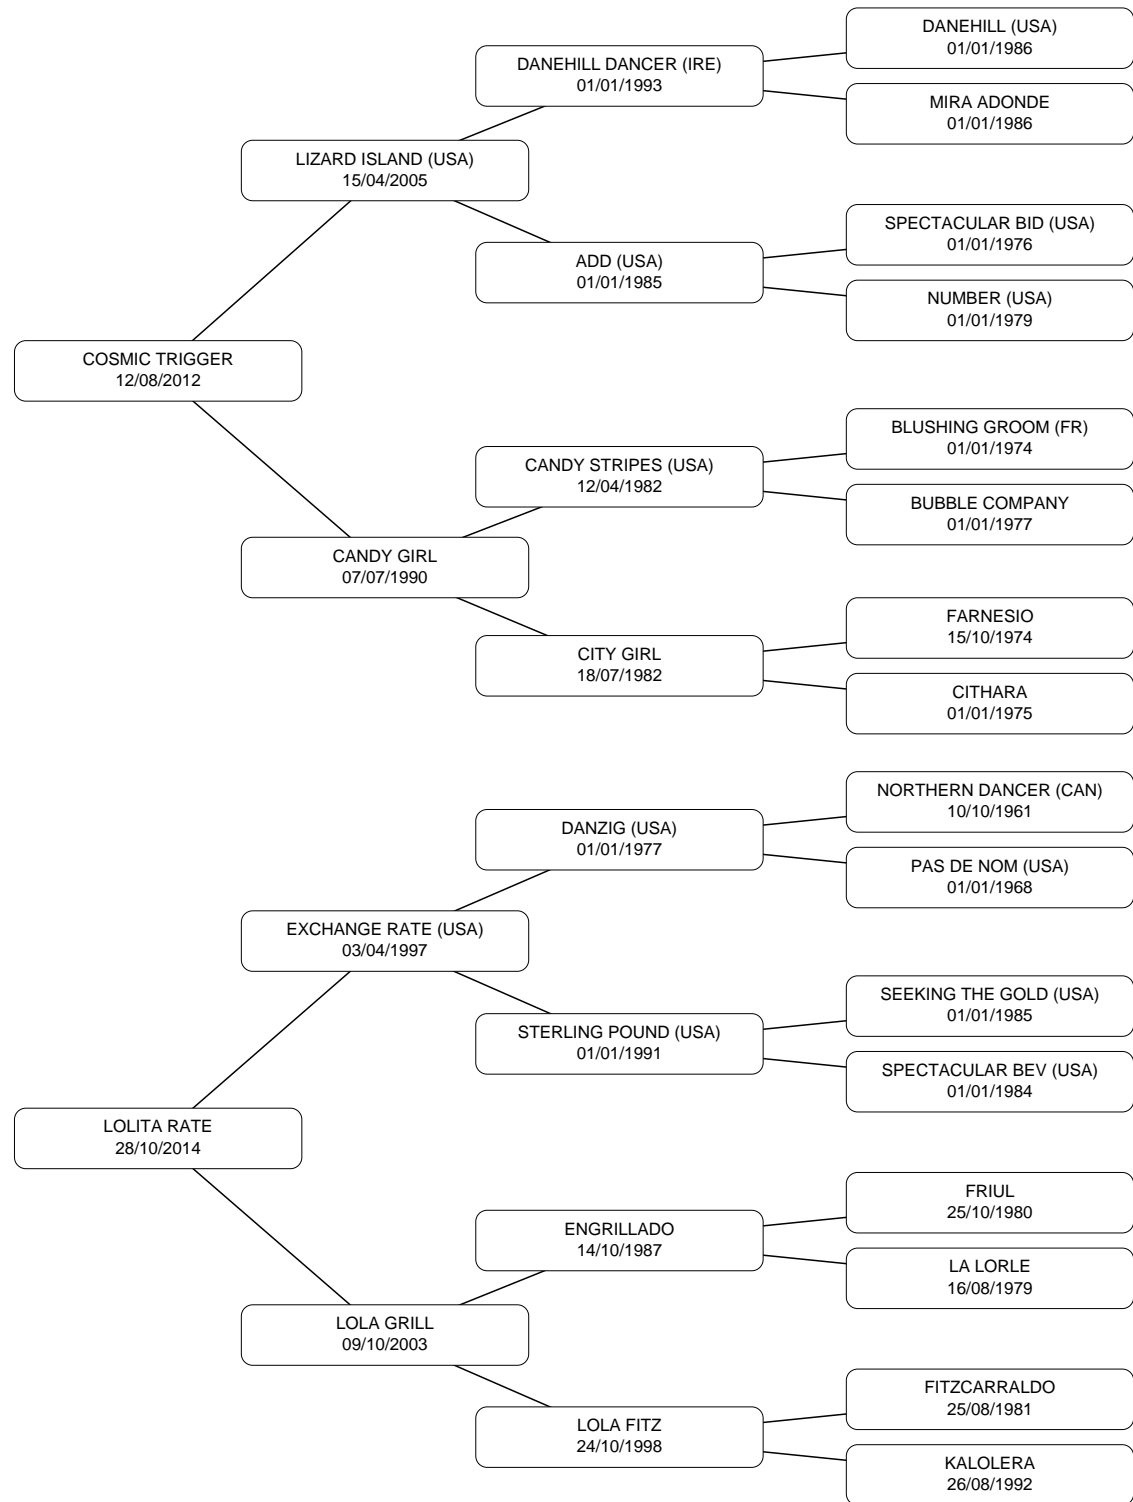 DANEHILL (USA)
01/01/1986
DANEHILL DANCER (IRE)
01/01/1993
MIRA ADONDE
01/01/1986
LIZARD ISLAND (USA)
15/04/2005
SPECTACULAR BID (USA)
01/01/1976
ADD (USA)
01/01/1985
NUMBER (USA)
01/01/1979
COSMIC TRIGGER
12/08/2012
BLUSHING GROOM (FR)
01/01/1974
CANDY STRIPES (USA)
12/04/1982
BUBBLE COMPANY
01/01/1977
CANDY GIRL
07/07/1990
FARNESIO
15/10/1974
CITY GIRL
18/07/1982
CITHARA
01/01/1975
NORTHERN DANCER (CAN)
10/10/1961
DANZIG (USA)
01/01/1977
PAS DE NOM (USA)
01/01/1968
EXCHANGE RATE (USA)
03/04/1997
SEEKING THE GOLD (USA)
01/01/1985
STERLING POUND (USA)
01/01/1991
SPECTACULAR BEV (USA)
01/01/1984
LOLITA RATE
28/10/2014
FRIUL
25/10/1980
ENGRILLADO
14/10/1987
LA LORLE
16/08/1979
LOLA GRILL
09/10/2003
FITZCARRALDO
25/08/1981
LOLA FITZ
24/10/1998
KALOLERA
26/08/1992